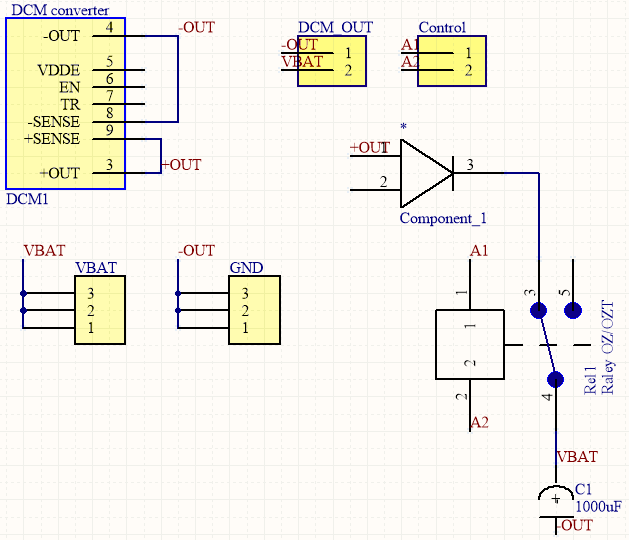 DCM converter
-OUT 4
-OUT
VDDE 5
EN 6
TR 7
-SENSE 8
+SENSE 9
+OUT 3
+OUT
DCM1
DCM_OUT
-OUT 1
VBAT 2
Control
A1 1
A2 2
*
+OUT 1
2
3
Component_1
VBAT
VBAT
3
2
1
-OUT
GND
3
2
1
A1
1
1
2
2
A2
3
5
4
Rel1
Raley OZ/OZT
VBAT
C1
+
1000uF
-OUT